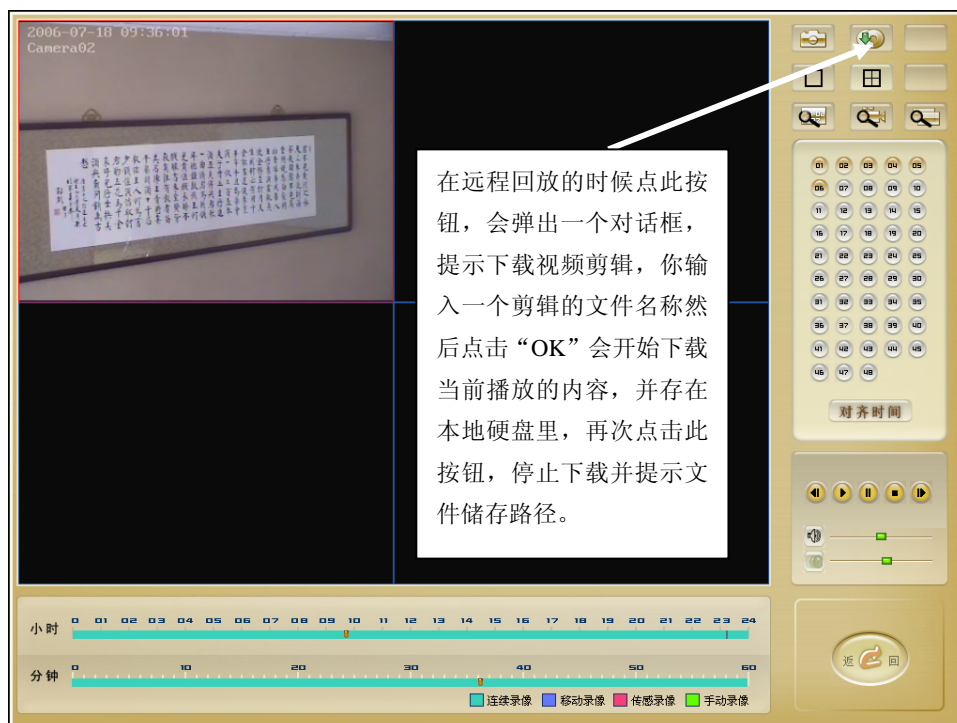 2006-07-18 09:36:01
Camera02
在远程回放的时候点此按
钮，会弹出一个对话框，
提示下载视频剪辑，你输
入一个剪辑的文件名称然
后点击“OK”会开始下载
当前播放的内容，并存在
本地硬盘里，再次点击此
按钮，停止下载并提示文
件储存路径。
01 02 03 04 05
06 07 08 09 10
11 12 13 14 15
16 17 18 19 20
21 22 23 24 25
26 27 28 29 30
31 32 33 34 35
36 37 38 39 40
41 42 43 44 45
46 47 48
对齐时间
小时 0 01 02 03 04 05 06 07 08 09 10 11 12 13 14 15 16 17 18 19 20 21 22 23 24
分钟 0 10 20 30 40 50 60
连续录像 移动录像 传感录像 手动录像
返回